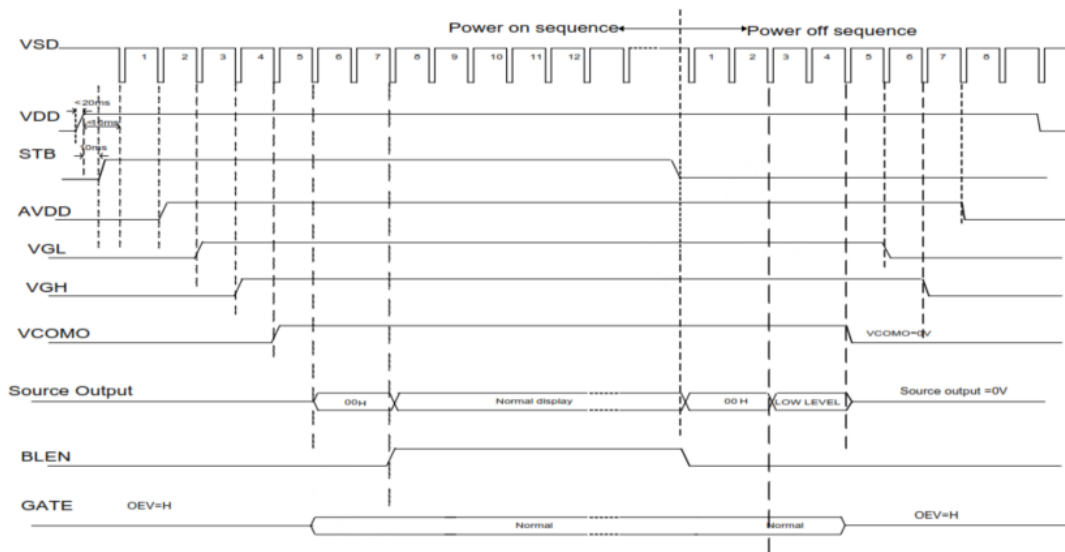 Power on sequence
Power off sequence
VSD
1 2 3 4 5 6 7 8 9 10 11 12 1 2 3 4 5 6 7 8
<20ms
VDD
STB
0ms
AVDD
VGL
VGH
VCOMO
VCOMO=0V
Source Output
00H Normal display 00 H LOW LEVEL
Source output =0V
BLEN
GATE
OEV=H
Normal Normal
OEV=H